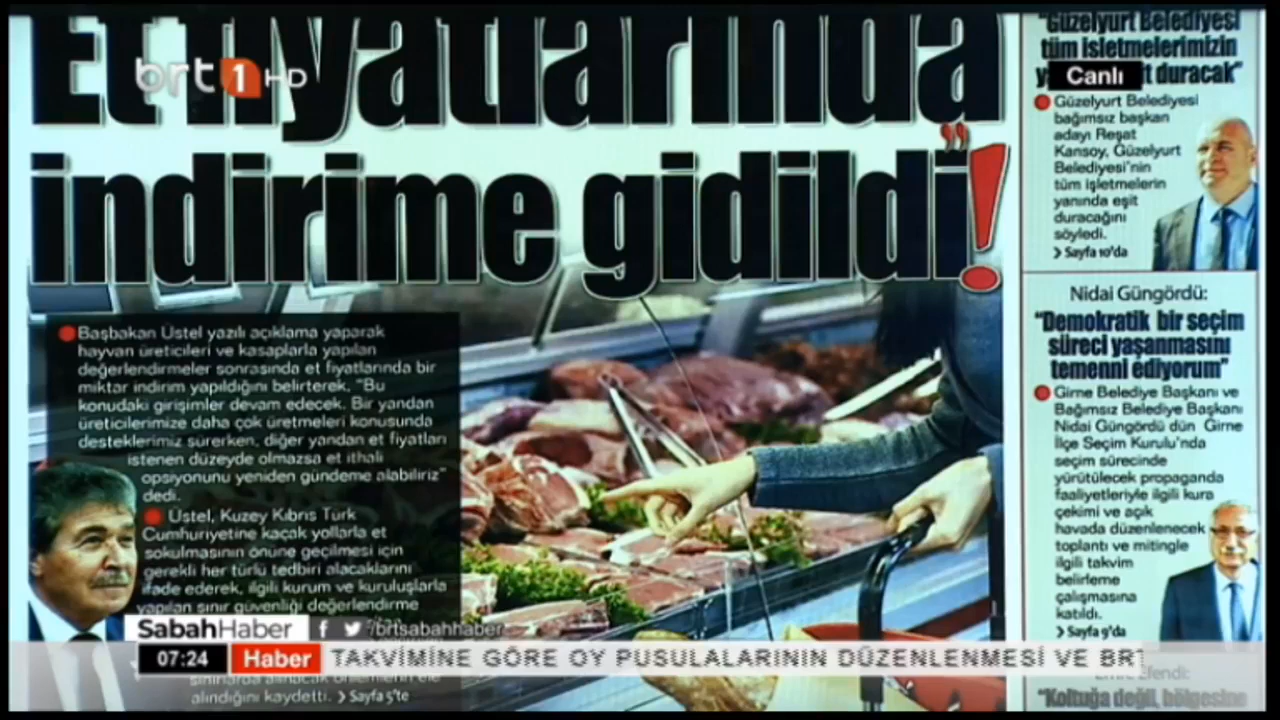 Et fiyatlarında
indirime gidildi"!
brt 1 HD
Canlı
"Güzelyurt Belediyesi
tüm işletmelerimizin
duracak"
Güzelyurt Belediyesi
bağımsız başkan
adayı Reşat
Kansoy, Güzelyurt
Belediyesi'nin
tüm işletmelerin
yanında eşit
duracağını
söyledi.
Sayfa 10'da
Nidai Güngördü:
"Demokratik bir seçim
süreci yaşanmasını
temenni ediyorum"
Girne Belediye Başkanı ve
Bağımsız Belediye Başkanı
Nidai Güngördü dün Girne
İlçe Seçim Kurulu'nda
seçim sürecinde
yürütülecek propaganda
faaliyetleriyle ilgili kura
çekimi ve açık
havada düzenlenecek
toplantı ve mitingle
ilgili takvim
belirleme
çalışmasına
katıldı.
Sayfa 9'da
Efendi:
"Koltuğa değil, bölgesine
Başbakan Üstel yazılı açıklama yaparak
hayvan üreticileri ve kasaplarla yapılan
değerlendirmeler sonrasında et fiyatlarında bir
miktar indirim yapıldığını belirterek, "Bu
konudaki girişimler devam edecek. Bir yandan
üreticilerimize daha çok üretmeleri konusunda
desteklerimiz sürerken, diğer yandan et fiyatları
istenen düzeyde olmazsa et ithali
opsiyonunu yeniden gündeme alabiliriz"
dedi.
Üstel, Kuzey Kıbrıs Türk
Cumhuriyetine kaçak yollarla et
sokulmasının önüne geçilmesi için
gerekli her türlü tedbiri alacaklarını
ifade ederek, ilgili kurum ve kuruluşlarla
yapılan sınır güvenliği değerlendirme
sınırlarda alınacak önlemlerin ele
alındığını kaydetti. Sayfa 5'te
SabahHaber /brtsabahhaber
07:24 Haber TAKVİMİNE GÖRE OY PUSULALARININ DÜZENLENMESİ VE BRT